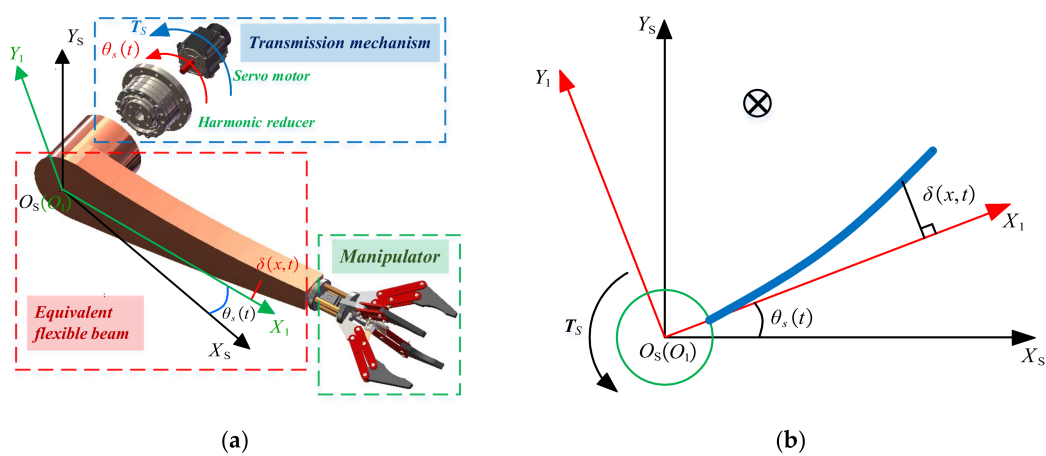 Y_S
Y_1
T_S
Transmission mechanism
θ_s(t)
Servo motor
Harmonic reducer
O_S(O_1)
Manipulator
δ(x,t)
Equivalent
flexible beam
θ_s(t)
X_1
X_S
(a)
Y_S
Y_1
δ(x,t)
X_1
T_S
θ_s(t)
O_S(O_1)
X_S
(b)